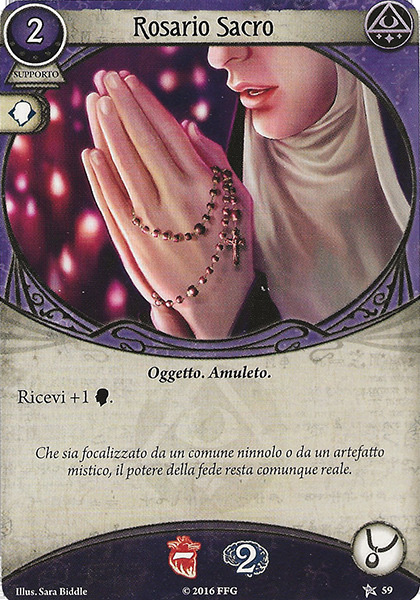 2
Rosario Sacro
SUPPORTO
Oggetto. Amuleto.
Ricevi +1 .
Che sia focalizzato da un comune ninnolo o da un artefatto
mistico, il potere della fede resta comunque reale.
2
Illus. Sara Biddle
© 2016 FFG
59